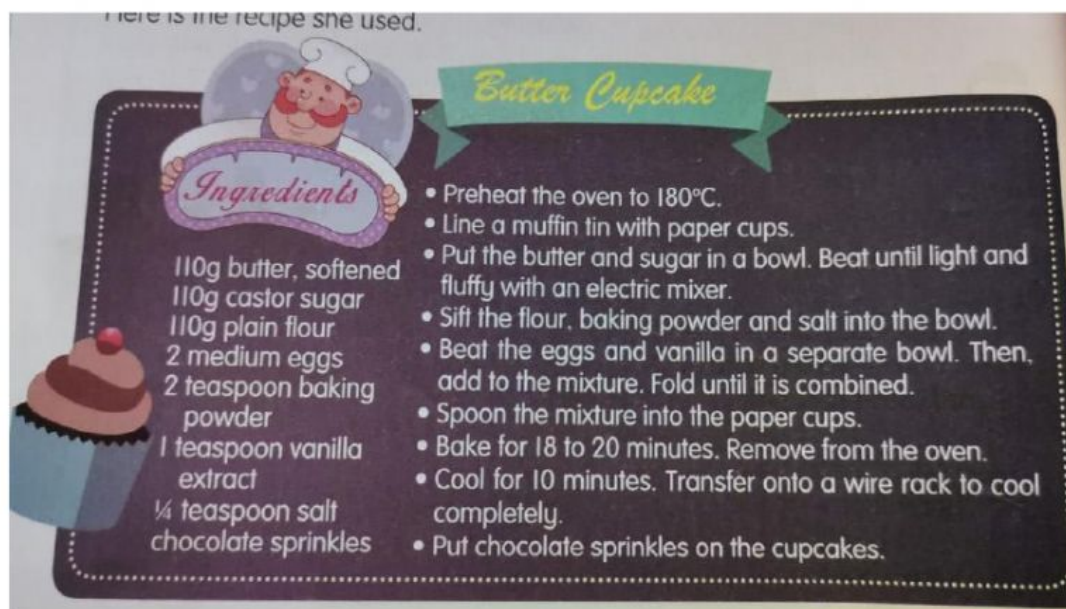 Here is the recipe she used.
Butter Cupcake
Ingredients
110g butter, softened
110g castor sugar
110g plain flour
2 medium eggs
2 teaspoon baking
powder
1 teaspoon vanilla
extract
¼ teaspoon salt
chocolate sprinkles
• Preheat the oven to 180°C.
• Line a muffin tin with paper cups.
• Put the butter and sugar in a bowl. Beat until light and
fluffy with an electric mixer.
• Sift the flour, baking powder and salt into the bowl.
• Beat the eggs and vanilla in a separate bowl. Then,
add to the mixture. Fold until it is combined.
• Spoon the mixture into the paper cups.
• Bake for 18 to 20 minutes. Remove from the oven.
• Cool for 10 minutes. Transfer onto a wire rack to cool
completely.
• Put chocolate sprinkles on the cupcakes.